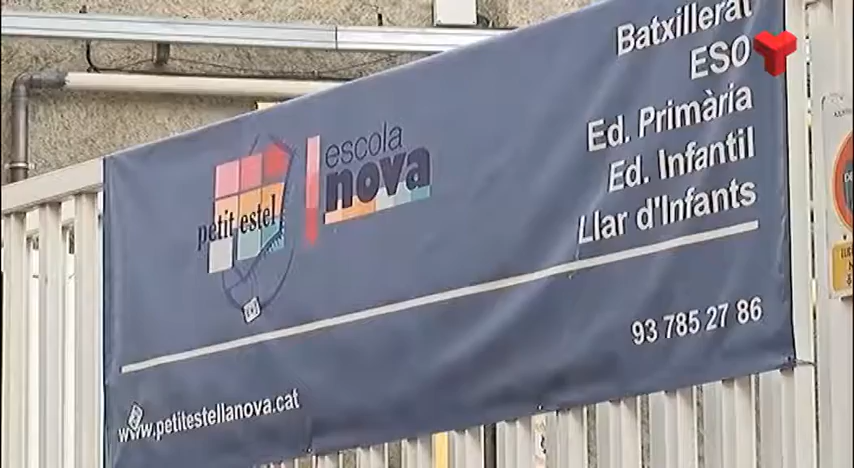 Batxillerat
ESO
Ed. Primària
Ed. Infantil
Llar d'Infants
petit estel
escola
nova
93 785 27 86
www.petitestellanova.cat